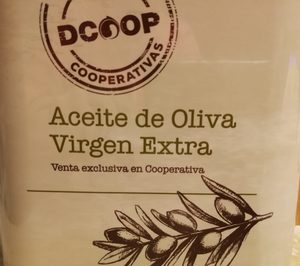 DCOOP
COOPERATIVAS
Aceite de Oliva
Virgen Extra
Venta exclusiva en Cooperativa